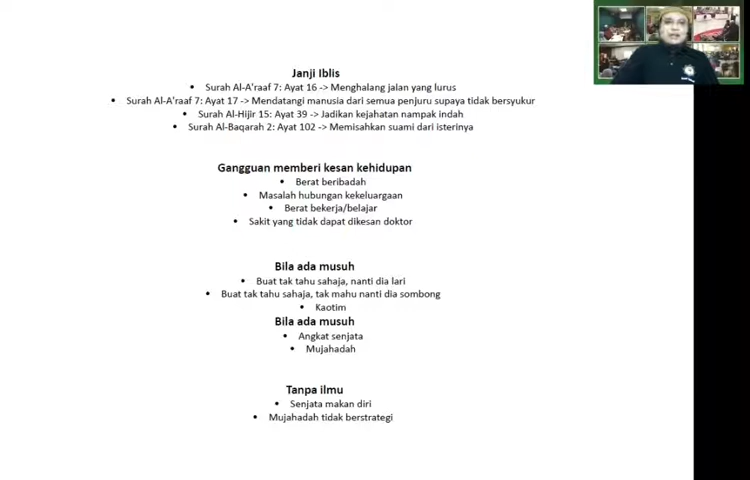 Janji Iblis
• Surah Al-A'raaf 7: Ayat 16 -> Menghalang jalan yang lurus
• Surah Al-A'raaf 7: Ayat 17 -> Mendatangi manusia dari semua penjuru supaya tidak bersyukur
• Surah Al-Hijir 15: Ayat 39 -> Jadikan kejahatan nampak indah
• Surah Al-Baqarah 2: Ayat 102 -> Memisahkan suami dari isterinya
Gangguan memberi kesan kehidupan
• Berat beribadah
• Masalah hubungan kekeluargaan
• Berat bekerja/belajar
• Sakit yang tidak dapat dikesan doktor
Bila ada musuh
• Buat tak tahu sahaja, nanti dia lari
• Buat tak tahu sahaja, tak mahu nanti dia sombong
• Kaotim
Bila ada musuh
• Angkat senjata
• Mujahadah
Tanpa ilmu
• Senjata makan diri
• Mujahadah tidak berstrategi